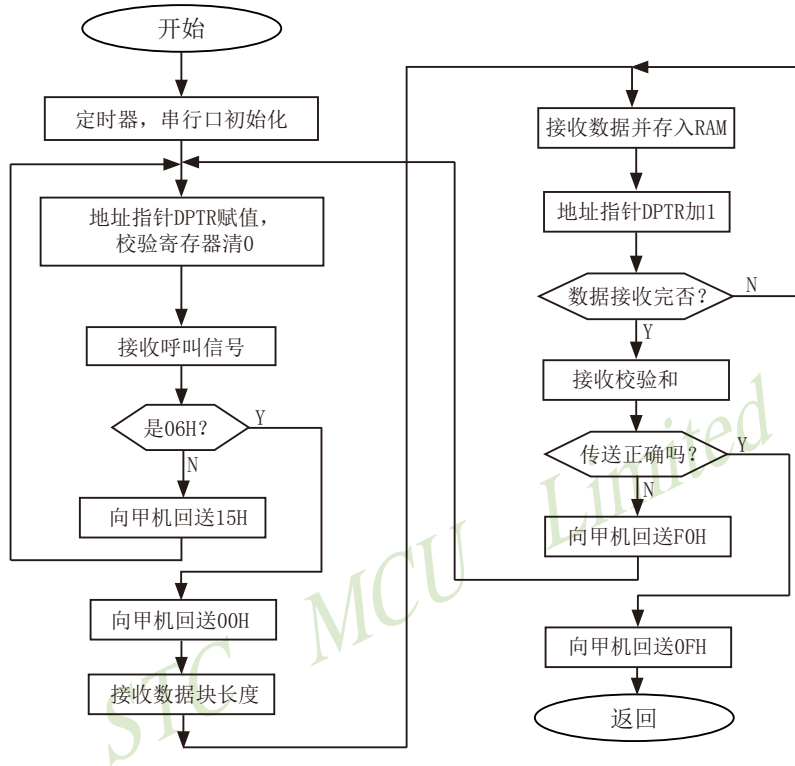 开始
定时器，串行口初始化
地址指针DPTR赋值，
校验寄存器清0
接收呼叫信号
是06H？
Y
N
向甲机回送15H
向甲机回送00H
接收数据块长度
接收数据并存入RAM
地址指针DPTR加1
数据接收完否？
N
Y
接收校验和
传送正确吗？
Y
N
向甲机回送F0H
向甲机回送0FH
返回
STC MCU Limited